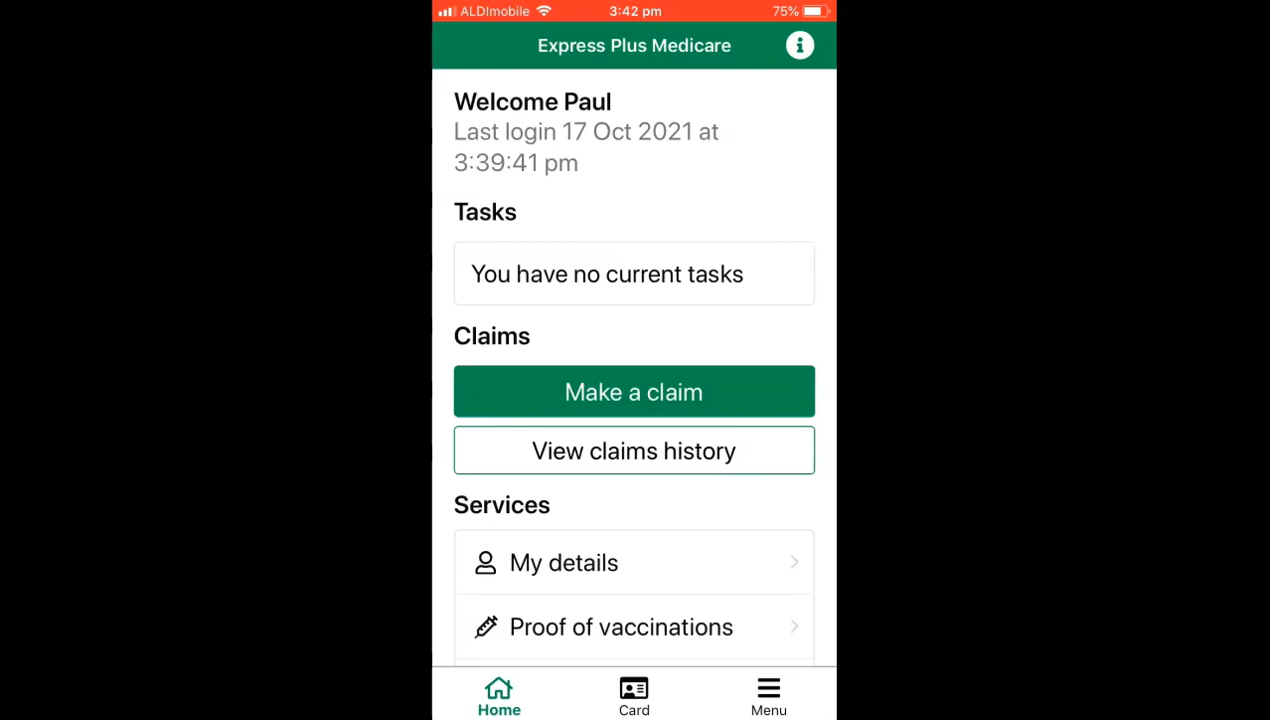 ALDImobile 3:42 pm 75%
Express Plus Medicare
Welcome Paul
Last login 17 Oct 2021 at
3:39:41 pm
Tasks
You have no current tasks
Claims
Make a claim
View claims history
Services
My details
Proof of vaccinations
Home Card Menu